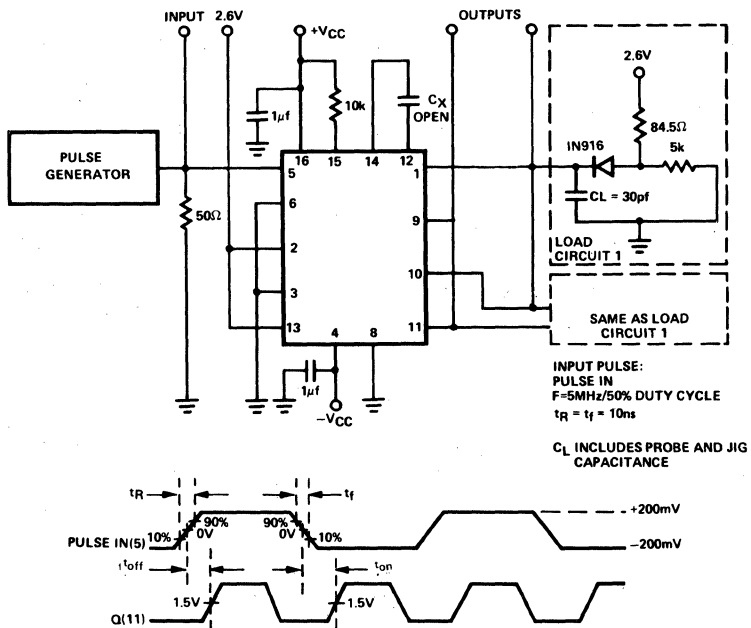 INPUT 2.6V
+VCC
OUTPUTS
2.6V
1µf
10k
CX
OPEN
84.5Ω
IN916
5k
PULSE
GENERATOR
16 15 14 12
5
1
CL = 30pf
6
50Ω
9
2
LOAD
CIRCUIT 1
10
3
SAME AS LOAD
CIRCUIT 1
13
4
8
11
1µf
−VCC
INPUT PULSE:
PULSE IN
F=5MHz/50% DUTY CYCLE
tR = tf = 10ns
CL INCLUDES PROBE AND JIG
CAPACITANCE
tR
tf
+200mV
90%
90%
0V
0V
10%
10%
PULSE IN(5)
−200mV
toff
ton
1.5V
1.5V
Q(11)